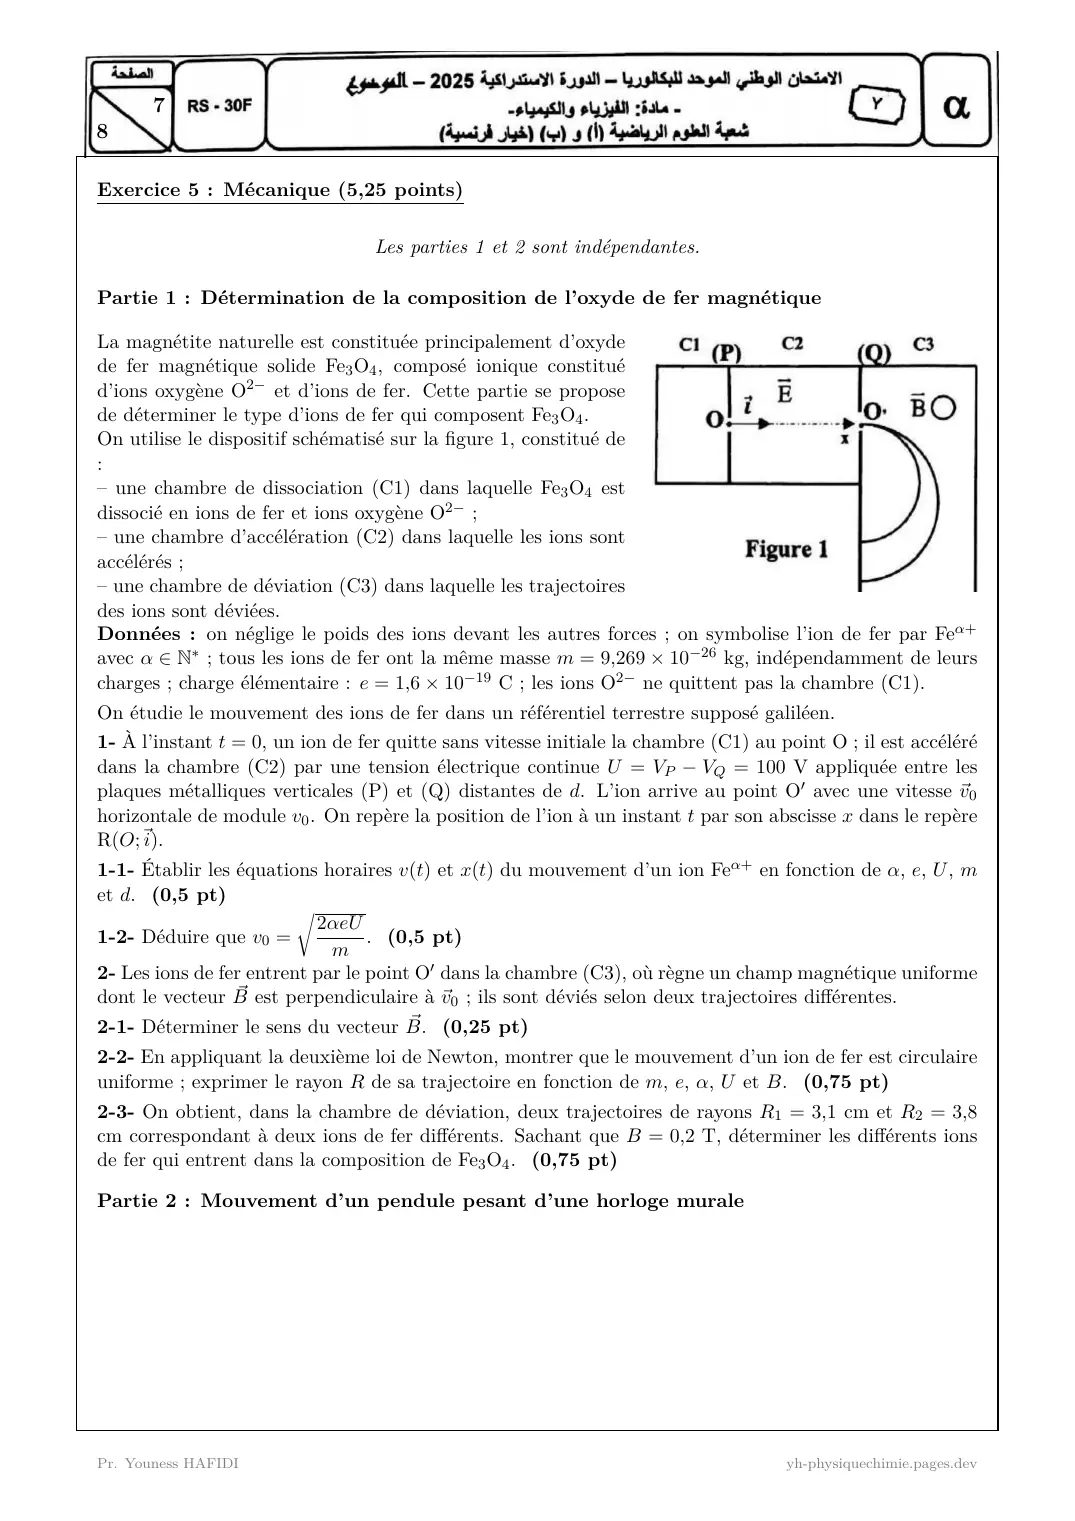 الصفحة
7
8
RS - 30F
الامتحان الوطني الموحد للبكالوريا – الدورة الاستدراكية 2025 – الموضوع
- مادة: الفيزياء والكيمياء-
شعبة العلوم الرياضية (أ) و (ب) (خيار فرنسية)
α
Exercice 5 : Mécanique (5,25 points)
Les parties 1 et 2 sont indépendantes.
Partie 1 : Détermination de la composition de l'oxyde de fer magnétique
La magnétite naturelle est constituée principalement d'oxyde
de fer magnétique solide Fe₃O₄, composé ionique constitué
d'ions oxygène O²⁻ et d'ions de fer. Cette partie se propose
de déterminer le type d'ions de fer qui composent Fe₃O₄.
On utilise le dispositif schématisé sur la figure 1, constitué de
:
– une chambre de dissociation (C1) dans laquelle Fe₃O₄ est
dissocié en ions de fer et ions oxygène O²⁻ ;
– une chambre d'accélération (C2) dans laquelle les ions sont
accélérés ;
– une chambre de déviation (C3) dans laquelle les trajectoires
des ions sont déviées.
C1 (P) C2 (Q) C3
E⃗
O i⃗ x O' B⃗
Figure 1
Données : on néglige le poids des ions devant les autres forces ; on symbolise l'ion de fer par Fe^{α+}
avec α ∈ ℕ* ; tous les ions de fer ont la même masse m = 9,269 × 10⁻²⁶ kg, indépendamment de leurs
charges ; charge élémentaire : e = 1,6 × 10⁻¹⁹ C ; les ions O²⁻ ne quittent pas la chambre (C1).
On étudie le mouvement des ions de fer dans un référentiel terrestre supposé galiléen.
1- À l'instant t = 0, un ion de fer quitte sans vitesse initiale la chambre (C1) au point O ; il est accéléré
dans la chambre (C2) par une tension électrique continue U = V_P − V_Q = 100 V appliquée entre les
plaques métalliques verticales (P) et (Q) distantes de d. L'ion arrive au point O′ avec une vitesse v⃗₀
horizontale de module v₀. On repère la position de l'ion à un instant t par son abscisse x dans le repère
R(O; i⃗).
1-1- Établir les équations horaires v(t) et x(t) du mouvement d'un ion Fe^{α+} en fonction de α, e, U, m
et d. (0,5 pt)
1-2- Déduire que v₀ = √(2αeU/m). (0,5 pt)
2- Les ions de fer entrent par le point O′ dans la chambre (C3), où règne un champ magnétique uniforme
dont le vecteur B⃗ est perpendiculaire à v⃗₀ ; ils sont déviés selon deux trajectoires différentes.
2-1- Déterminer le sens du vecteur B⃗. (0,25 pt)
2-2- En appliquant la deuxième loi de Newton, montrer que le mouvement d'un ion de fer est circulaire
uniforme ; exprimer le rayon R de sa trajectoire en fonction de m, e, α, U et B. (0,75 pt)
2-3- On obtient, dans la chambre de déviation, deux trajectoires de rayons R₁ = 3,1 cm et R₂ = 3,8
cm correspondant à deux ions de fer différents. Sachant que B = 0,2 T, déterminer les différents ions
de fer qui entrent dans la composition de Fe₃O₄. (0,75 pt)
Partie 2 : Mouvement d'un pendule pesant d'une horloge murale
Pr. Youness HAFIDI
yh-physiquechimie.pages.dev